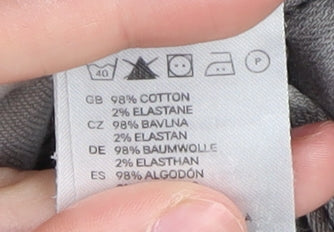 40 P
GB 98% COTTON
2% ELASTANE
CZ 98% BAVLNA
2% ELASTAN
DE 98% BAUMWOLLE
2% ELASTHAN
ES 98% ALGODÓN